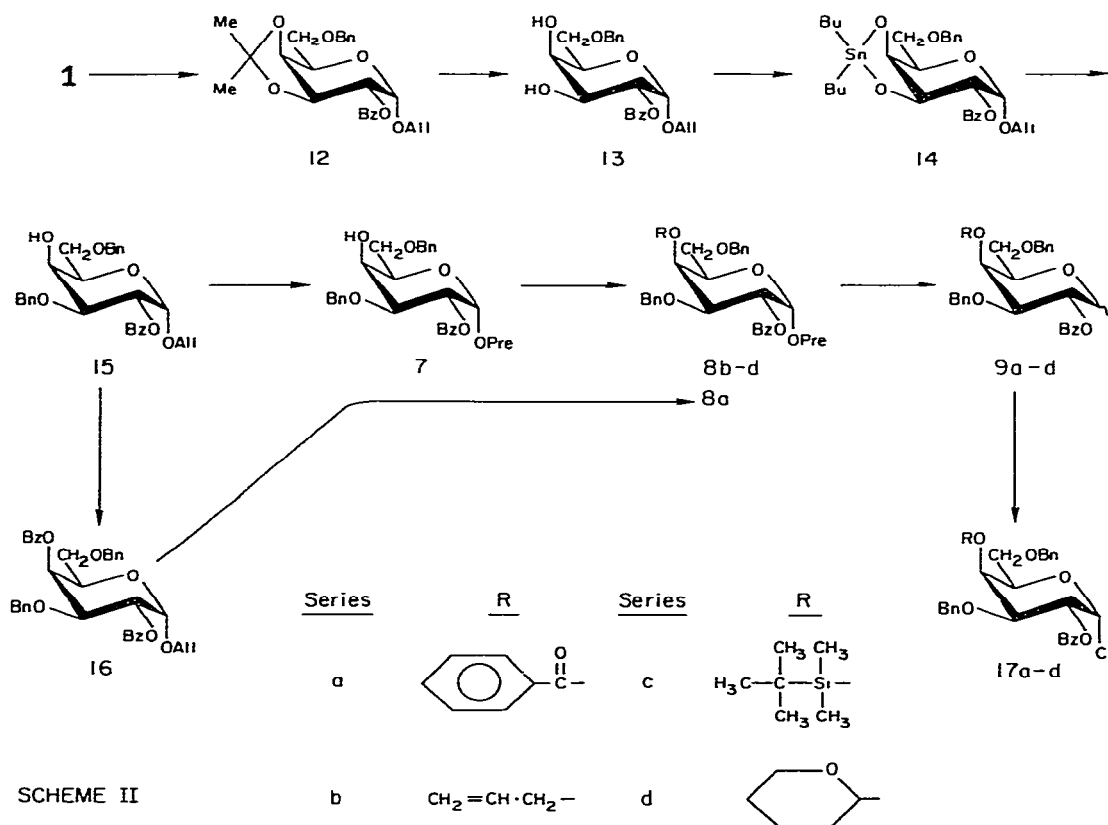 1
Me
Me
O
O
CH2OBn
O
BzO
OAll
12
HO
HO
CH2OBn
O
BzO
OAll
13
Bu
Bu
Sn
O
O
CH2OBn
O
BzO
OAll
14
HO
CH2OBn
O
BnO
BzO
OAll
15
HO
CH2OBn
O
BnO
BzO
OPre
7
RO
CH2OBn
O
BnO
BzO
OPre
8b-d
8a
RO
CH2OBn
O
BnO
BzO
9a-d
BzO
CH2OBn
O
BnO
BzO
OAll
16
RO
CH2OBn
O
BnO
BzO
C
17a-d
Series R Series R
a
O
-C-
c
CH3 CH3
H3C-C-Si-
CH3 CH3
SCHEME II
b CH2=CH·CH2- d
O